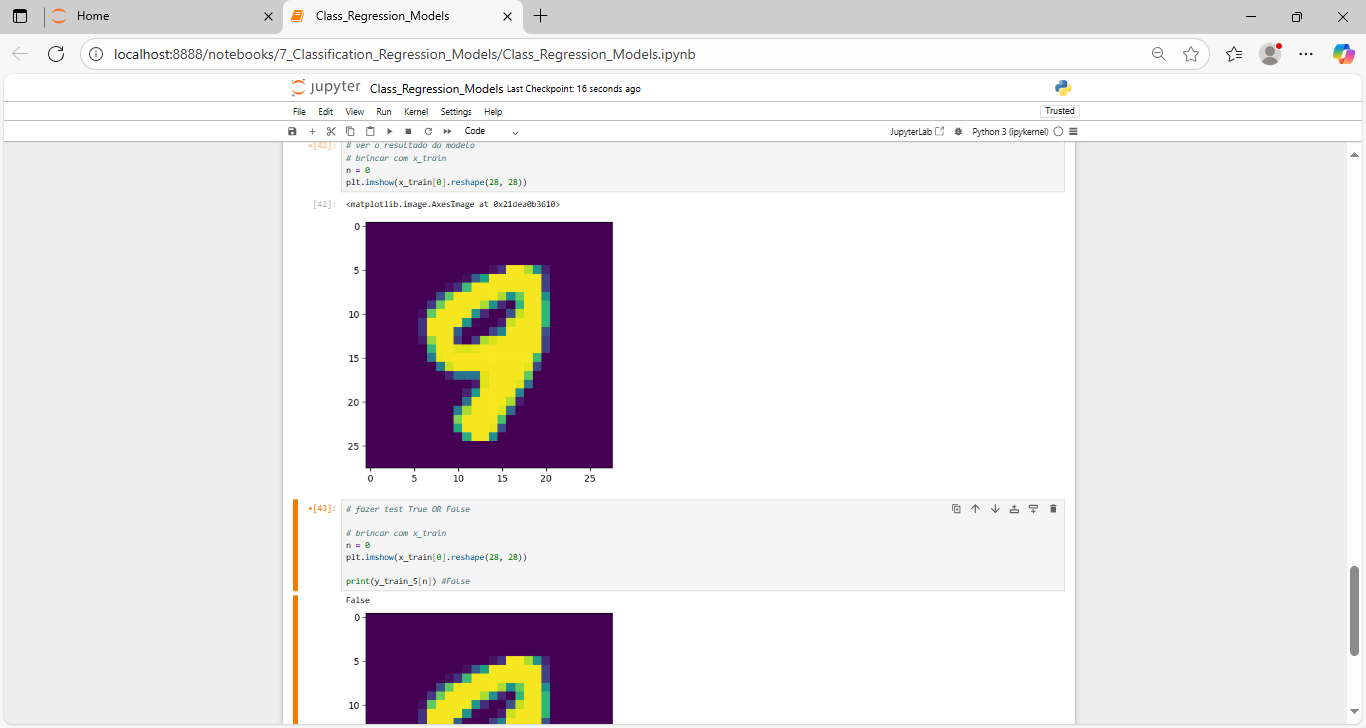 Home
Class_Regression_Models
localhost:8888/notebooks/7_Classification_Regression_Models/Class_Regression_Models.ipynb
jupyter Class_Regression_Models Last Checkpoint: 16 seconds ago
File Edit View Run Kernel Settings Help
Trusted
Code
JupyterLab
Python 3 (ipykernel)
[42]: # ver o resultado do modelo
# brincar com x_train
n = 0
plt.imshow(x_train[0].reshape(28, 28))
[42]: <matplotlib.image.AxesImage at 0x21dea0b3610>
0
5
10
15
20
25
0 5 10 15 20 25
[43]: # fazer test True OR False
# brincar com x_train
n = 0
plt.imshow(x_train[0].reshape(28, 28))
print(y_train_5[n]) #False
False
0
5
10